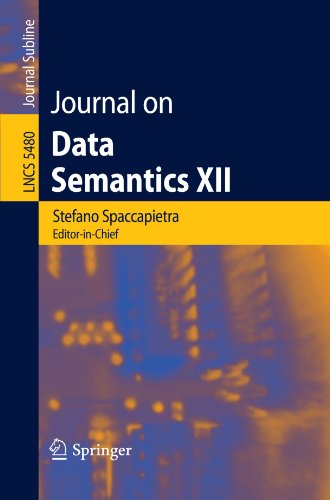 LNCS 5480
Journal Subline
Journal on
Data
Semantics XII
Stefano Spaccapietra
Editor-in-Chief
Springer